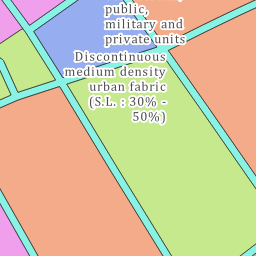 public,
military and
private units
Discontinuous
medium density
urban fabric
(S.L. : 30% -
50%)